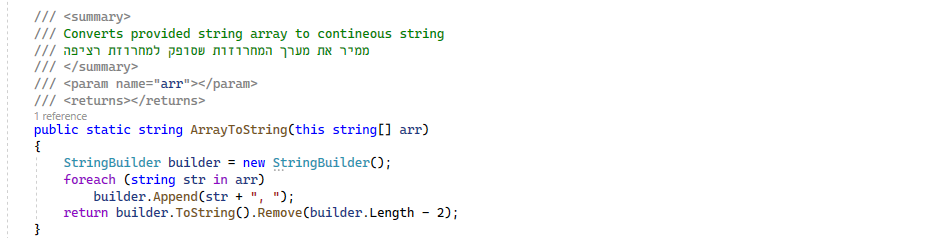 /// <summary>
/// Converts provided string array to contineous string
/// ממיר את מערך המחרוזות שסופק למחרוזת רציפה
/// </summary>
/// <param name="arr"></param>
/// <returns></returns>
1 reference
public static string ArrayToString(this string[] arr)
{
    StringBuilder builder = new StringBuilder();
    foreach (string str in arr)
        builder.Append(str + ", ");
    return builder.ToString().Remove(builder.Length - 2);
}